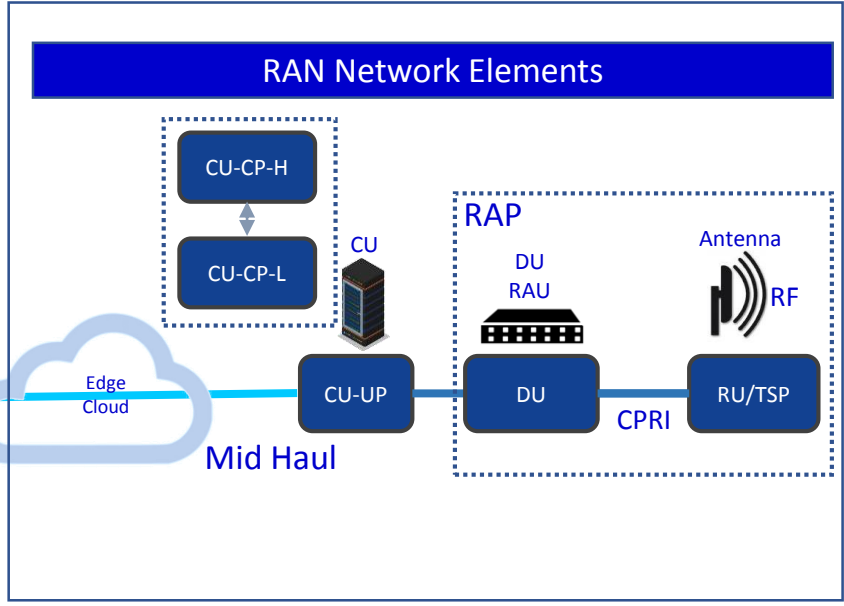 RAN Network Elements
CU-CP-H
CU-CP-L
CU
RAP
DU
RAU
Antenna
RF
Edge
Cloud
CU-UP
DU
RU/TSP
CPRI
Mid Haul